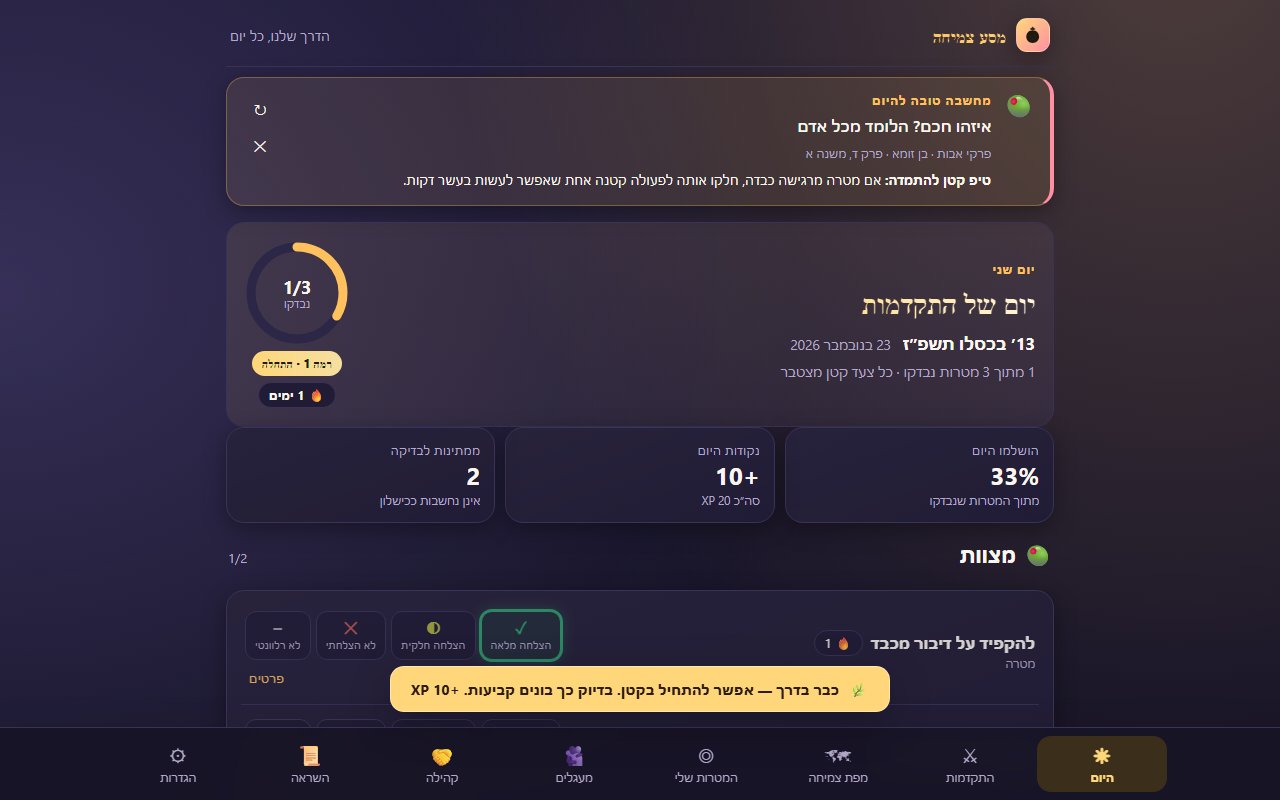 מסע צמיחה
הדרך שלנו, כל יום
מחשבה טובה להיום
איזהו חכם? הלומד מכל אדם
פרקי אבות · בן זומא · פרק ד, משנה א
טיפ קטן להתמדה: אם מטרה מרגישה כבדה, חלקו אותה לפעולה קטנה אחת שאפשר לעשות בעשר דקות.
יום שני
יום של התקדמות
13׳ בכסלו תשפ״ז 23 בנובמבר 2026
1 מתוך 3 מטרות נבדקו · כל צעד קטן מצטבר
1/3
נבדקו
רמה 1 · התחלה
1 ימים
הושלמו היום
33%
מתוך המטרות שנבדקו
נקודות היום
+10
סה״כ 20 XP
ממתינות לבדיקה
2
אינן נחשבות ככישלון
מצוות
1/2
להקפיד על דיבור מכבד
1
מטרה
הצלחה מלאה
הצלחה חלקית
לא הצלחתי
לא רלוונטי
פרטים
כבר בדרך — אפשר להתחיל בקטן. בדיוק כך בונים קביעות. +10 XP
היום
התקדמות
מפת צמיחה
המטרות שלי
מעגלים
קהילה
השראה
הגדרות